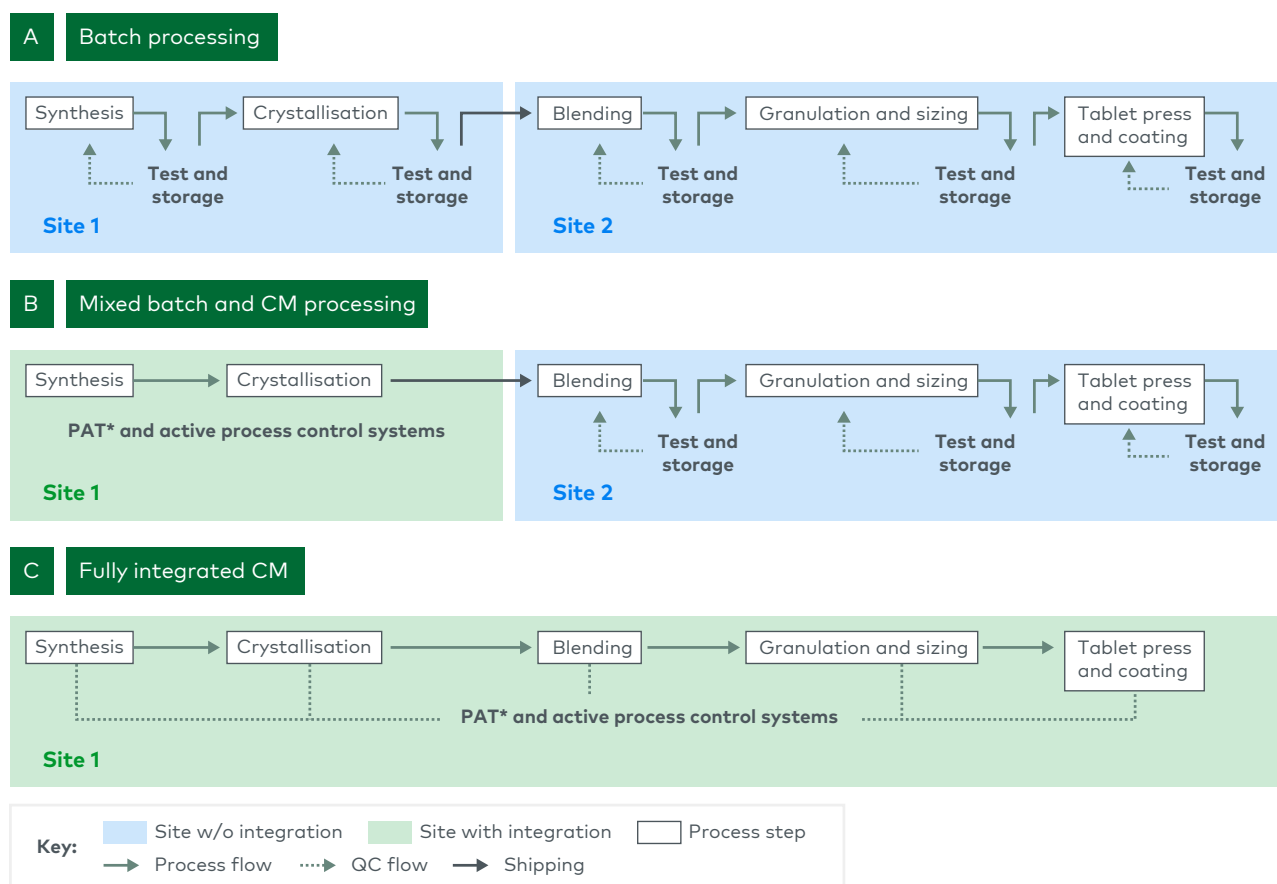 A Batch processing
Synthesis
Crystallisation
Blending
Granulation and sizing
Tablet press
and coating
Test and
storage
Test and
storage
Test and
storage
Test and
storage
Test and
storage
Site 1
Site 2
B Mixed batch and CM processing
Synthesis
Crystallisation
Blending
Granulation and sizing
Tablet press
and coating
PAT* and active process control systems
Test and
storage
Test and
storage
Test and
storage
Site 1
Site 2
C Fully integrated CM
Synthesis
Crystallisation
Blending
Granulation and sizing
Tablet press
and coating
PAT* and active process control systems
Site 1
Key:
Site w/o integration
Site with integration
Process step
Process flow
QC flow
Shipping